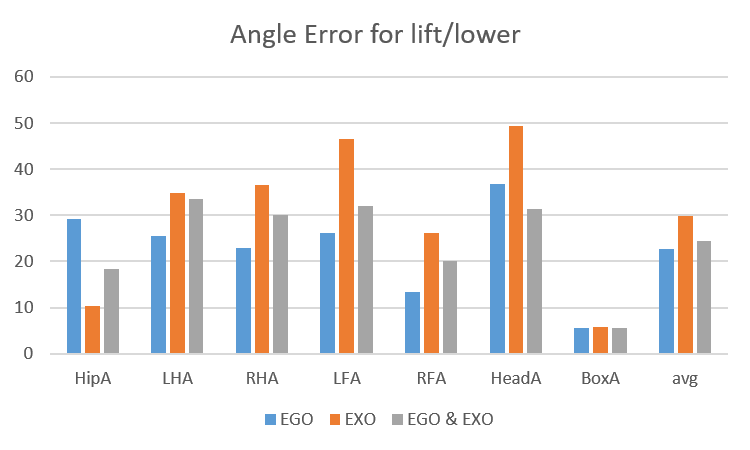 Angle Error for lift/lower
60
50
40
30
20
10
0
HipA LHA RHA LFA RFA HeadA BoxA avg
EGO EXO EGO & EXO